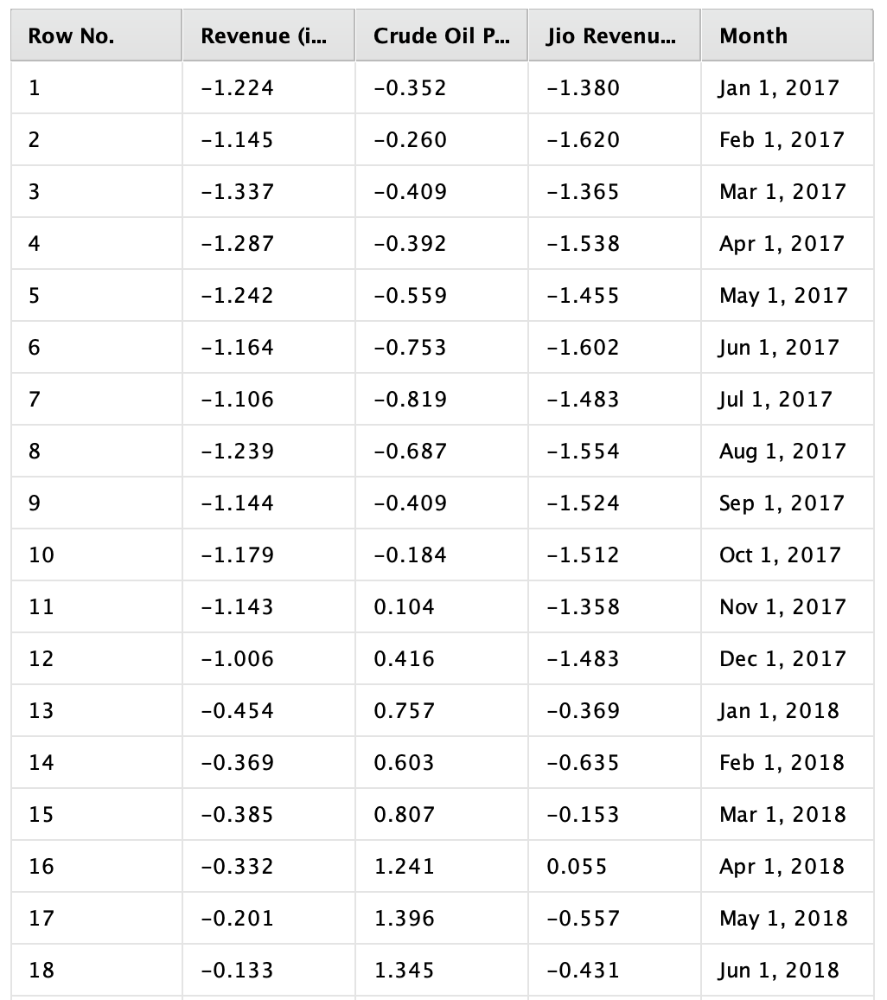 Row No. Revenue (i... Crude Oil P... Jio Revenu... Month
1 −1.224 −0.352 −1.380 Jan 1, 2017
2 −1.145 −0.260 −1.620 Feb 1, 2017
3 −1.337 −0.409 −1.365 Mar 1, 2017
4 −1.287 −0.392 −1.538 Apr 1, 2017
5 −1.242 −0.559 −1.455 May 1, 2017
6 −1.164 −0.753 −1.602 Jun 1, 2017
7 −1.106 −0.819 −1.483 Jul 1, 2017
8 −1.239 −0.687 −1.554 Aug 1, 2017
9 −1.144 −0.409 −1.524 Sep 1, 2017
10 −1.179 −0.184 −1.512 Oct 1, 2017
11 −1.143 0.104 −1.358 Nov 1, 2017
12 −1.006 0.416 −1.483 Dec 1, 2017
13 −0.454 0.757 −0.369 Jan 1, 2018
14 −0.369 0.603 −0.635 Feb 1, 2018
15 −0.385 0.807 −0.153 Mar 1, 2018
16 −0.332 1.241 0.055 Apr 1, 2018
17 −0.201 1.396 −0.557 May 1, 2018
18 −0.133 1.345 −0.431 Jun 1, 2018